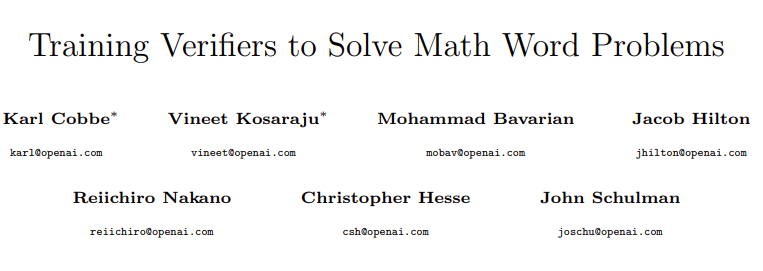 Training Verifiers to Solve Math Word Problems
Karl Cobbe* Vineet Kosaraju* Mohammad Bavarian Jacob Hilton
karl@openai.com vineet@openai.com mobav@openai.com jhilton@openai.com
Reiichiro Nakano Christopher Hesse John Schulman
reiichiro@openai.com csh@openai.com joschu@openai.com